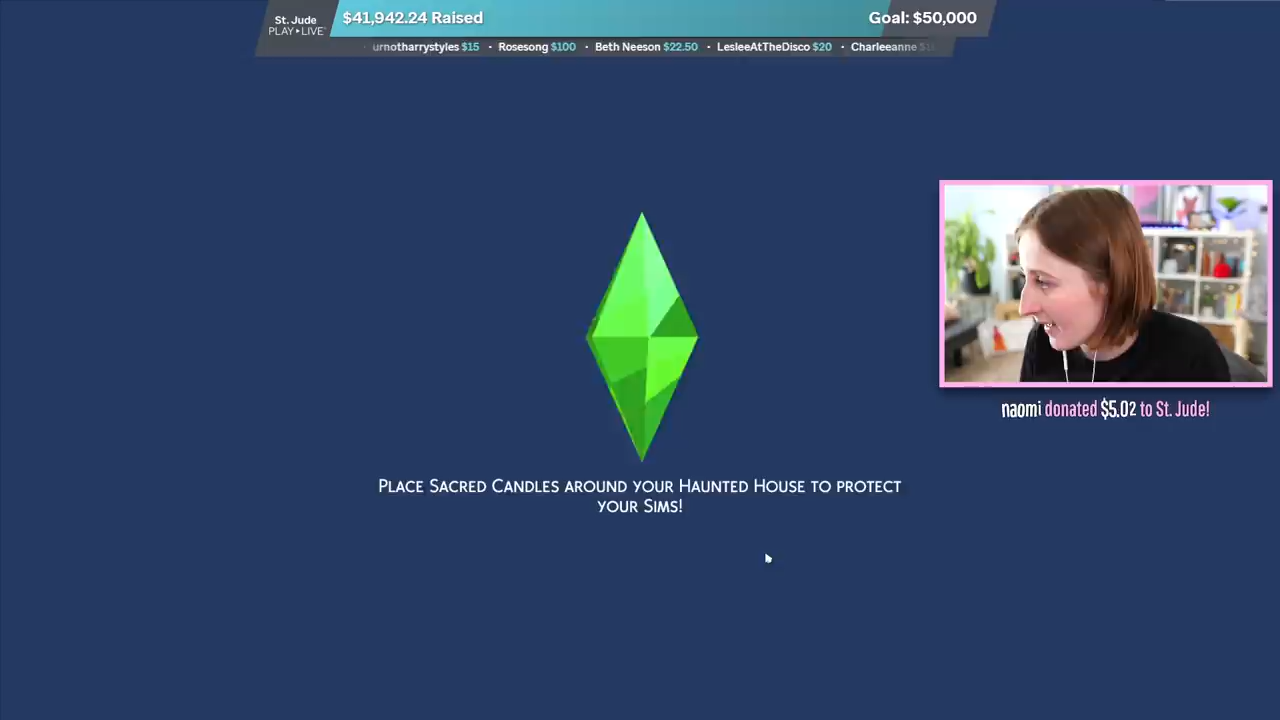 St. Jude
PLAY LIVE
$41,942.24 Raised
Goal: $50,000
urnotharrystyles $15 · Rosesong $100 · Beth Neeson $22.50 · LesleeAtTheDisco $20 · Charleeanne
naomi donated $5.02 to St. Jude!
PLACE SACRED CANDLES AROUND YOUR HAUNTED HOUSE TO PROTECT
YOUR SIMS!